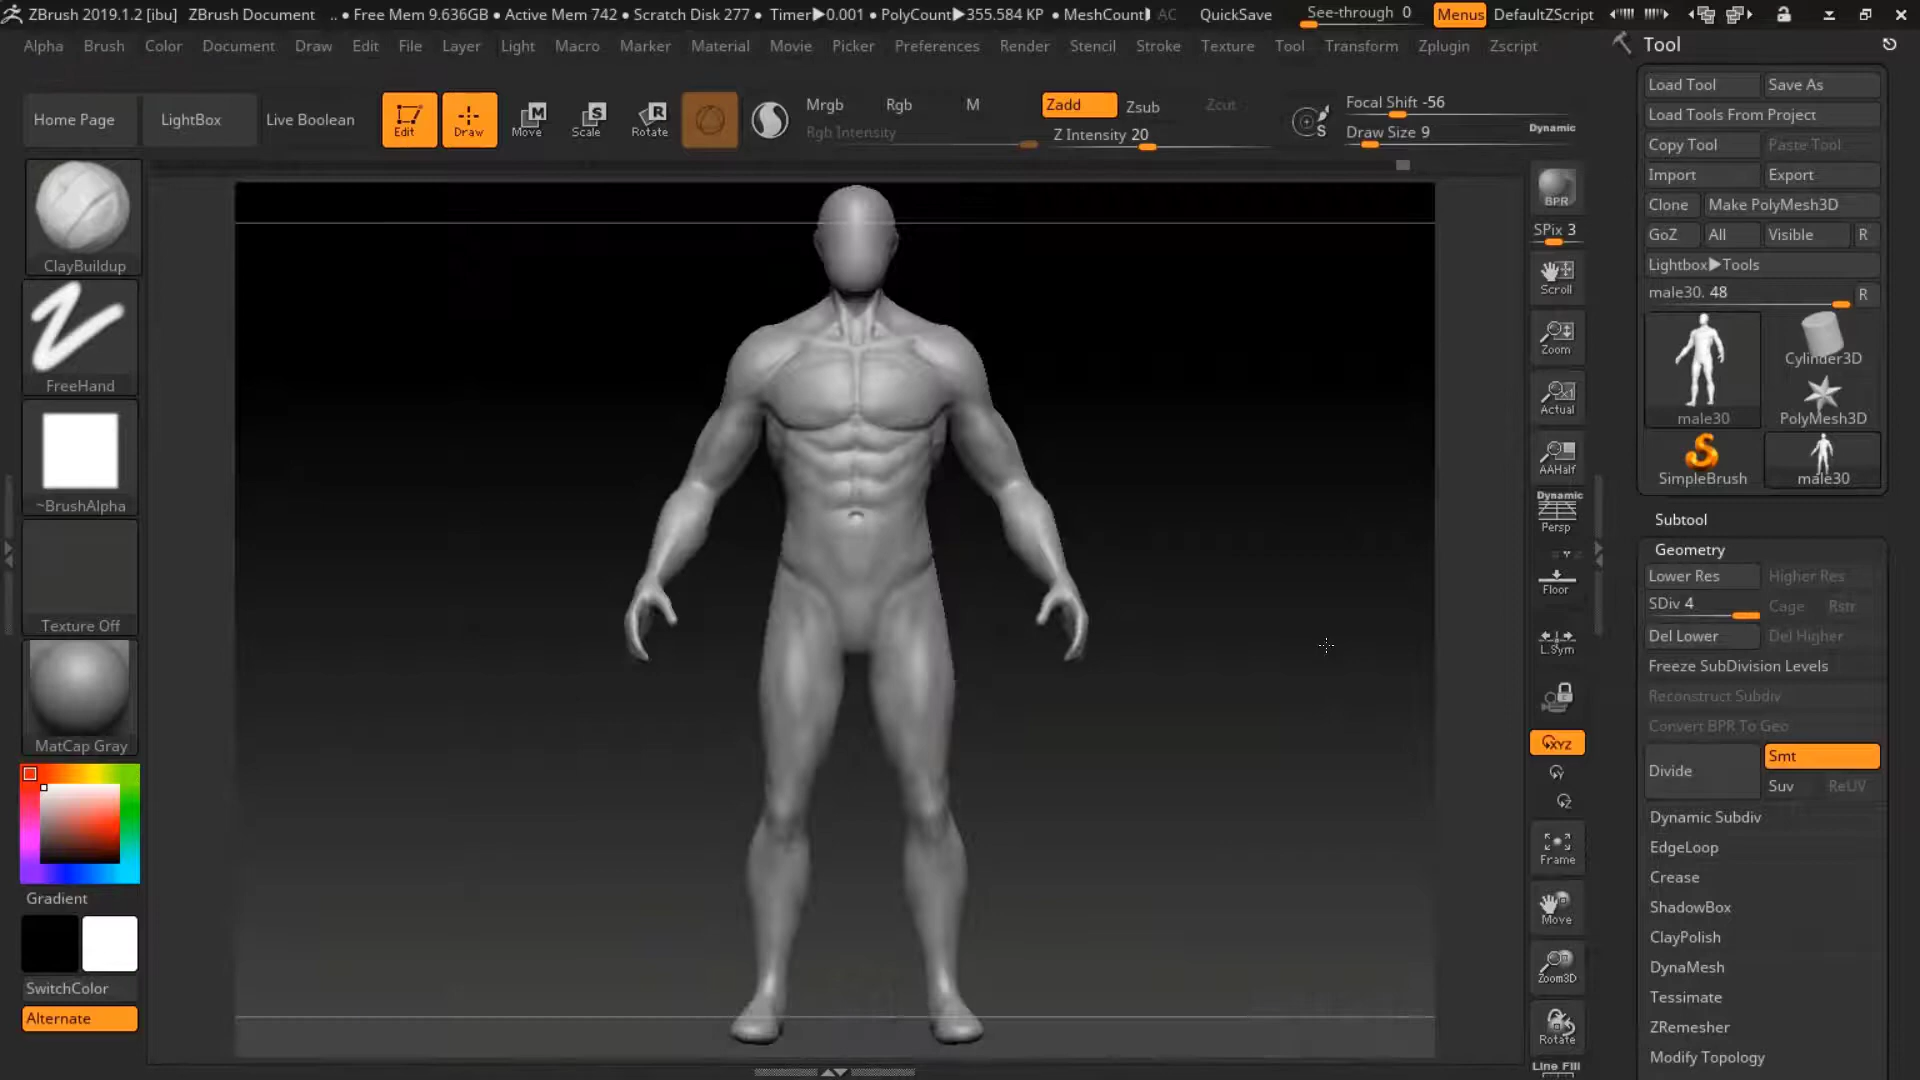 ZBrush 2019.1.2 [ibu] ZBrush Document .. • Free Mem 9.636GB • Active Mem 742 • Scratch Disk 277 • Timer▶0.001 • PolyCount▶355.584 KP • MeshCount AC QuickSave See-through 0 Menus DefaultZScript
Alpha Brush Color Document Draw Edit File Layer Light Macro Marker Material Movie Picker Preferences Render Stencil Stroke Texture Tool Transform Zplugin Zscript
Home Page LightBox Live Boolean Edit Draw Move Scale Rotate
Mrgb Rgb M
Rgb Intensity
Zadd Zsub Zcut
Z Intensity 20
S
Focal Shift -56
Draw Size 9 Dynamic
ClayBuildup
FreeHand
~BrushAlpha
Texture Off
MatCap Gray
Gradient
SwitchColor
Alternate
BPR
SPix 3
Scroll
Zoom
Actual
AAHalf
Dynamic
Persp
Floor
L.Sym
XYZ
Y
Z
Frame
Move
Zoom3D
Rotate
Line Fill
Tool
Load Tool Save As
Load Tools From Project
Copy Tool Paste Tool
Import Export
Clone Make PolyMesh3D
GoZ All Visible R
Lightbox▶Tools
male30. 48 R
male30 Cylinder3D
PolyMesh3D
SimpleBrush male30
Subtool
Geometry
Lower Res Higher Res
SDiv 4 Cage Rstr
Del Lower Del Higher
Freeze SubDivision Levels
Reconstruct Subdiv
Convert BPR To Geo
Divide Smt
Suv ReUV
Dynamic Subdiv
EdgeLoop
Crease
ShadowBox
ClayPolish
DynaMesh
Tessimate
ZRemesher
Modify Topology